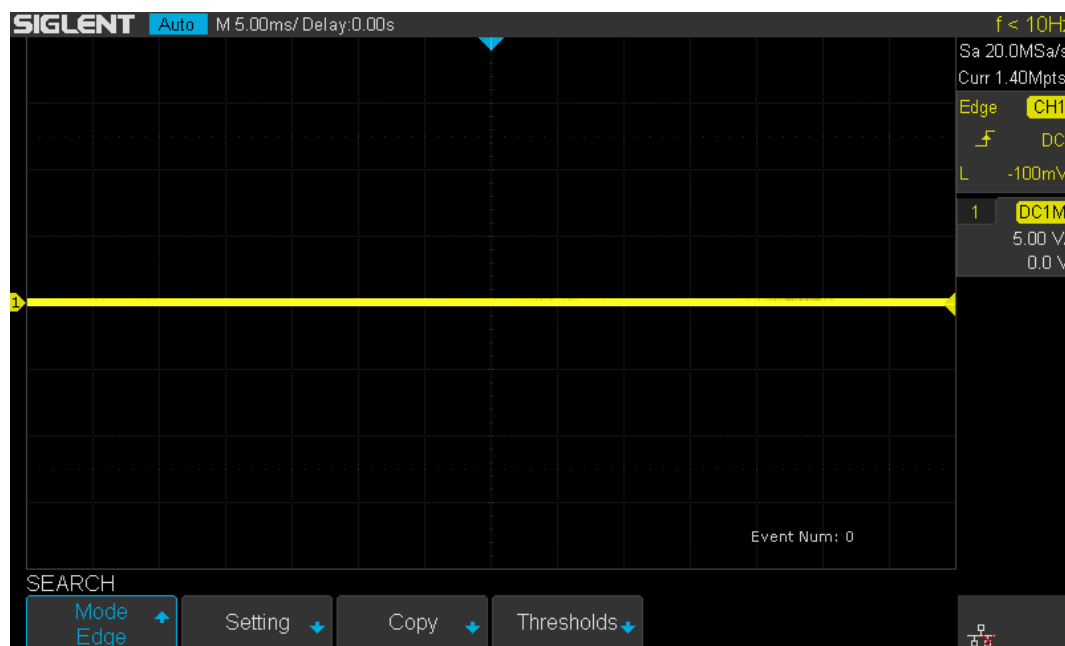 SIGLENT Auto M 5.00ms/ Delay:0.00s f < 10Hz
Sa 20.0MSa/s
Curr 1.40Mpts
Edge CH1
DC
L -100mV
1 DC1M
5.00 V/
0.0 V
1
Event Num: 0
SEARCH
Mode
Edge
Setting
Copy
Thresholds